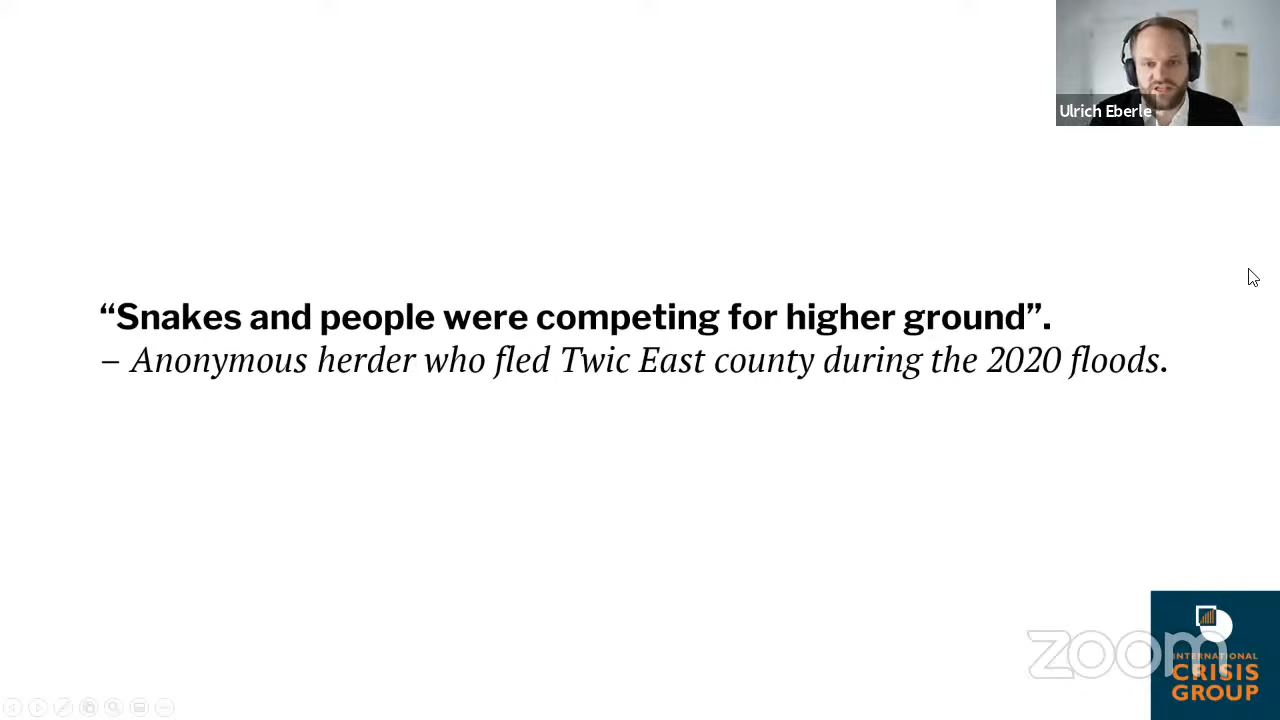 Ulrich Eberle
“Snakes and people were competing for higher ground”.
– Anonymous herder who fled Twic East county during the 2020 floods.
zoom
INTERNATIONAL
CRISIS
GROUP